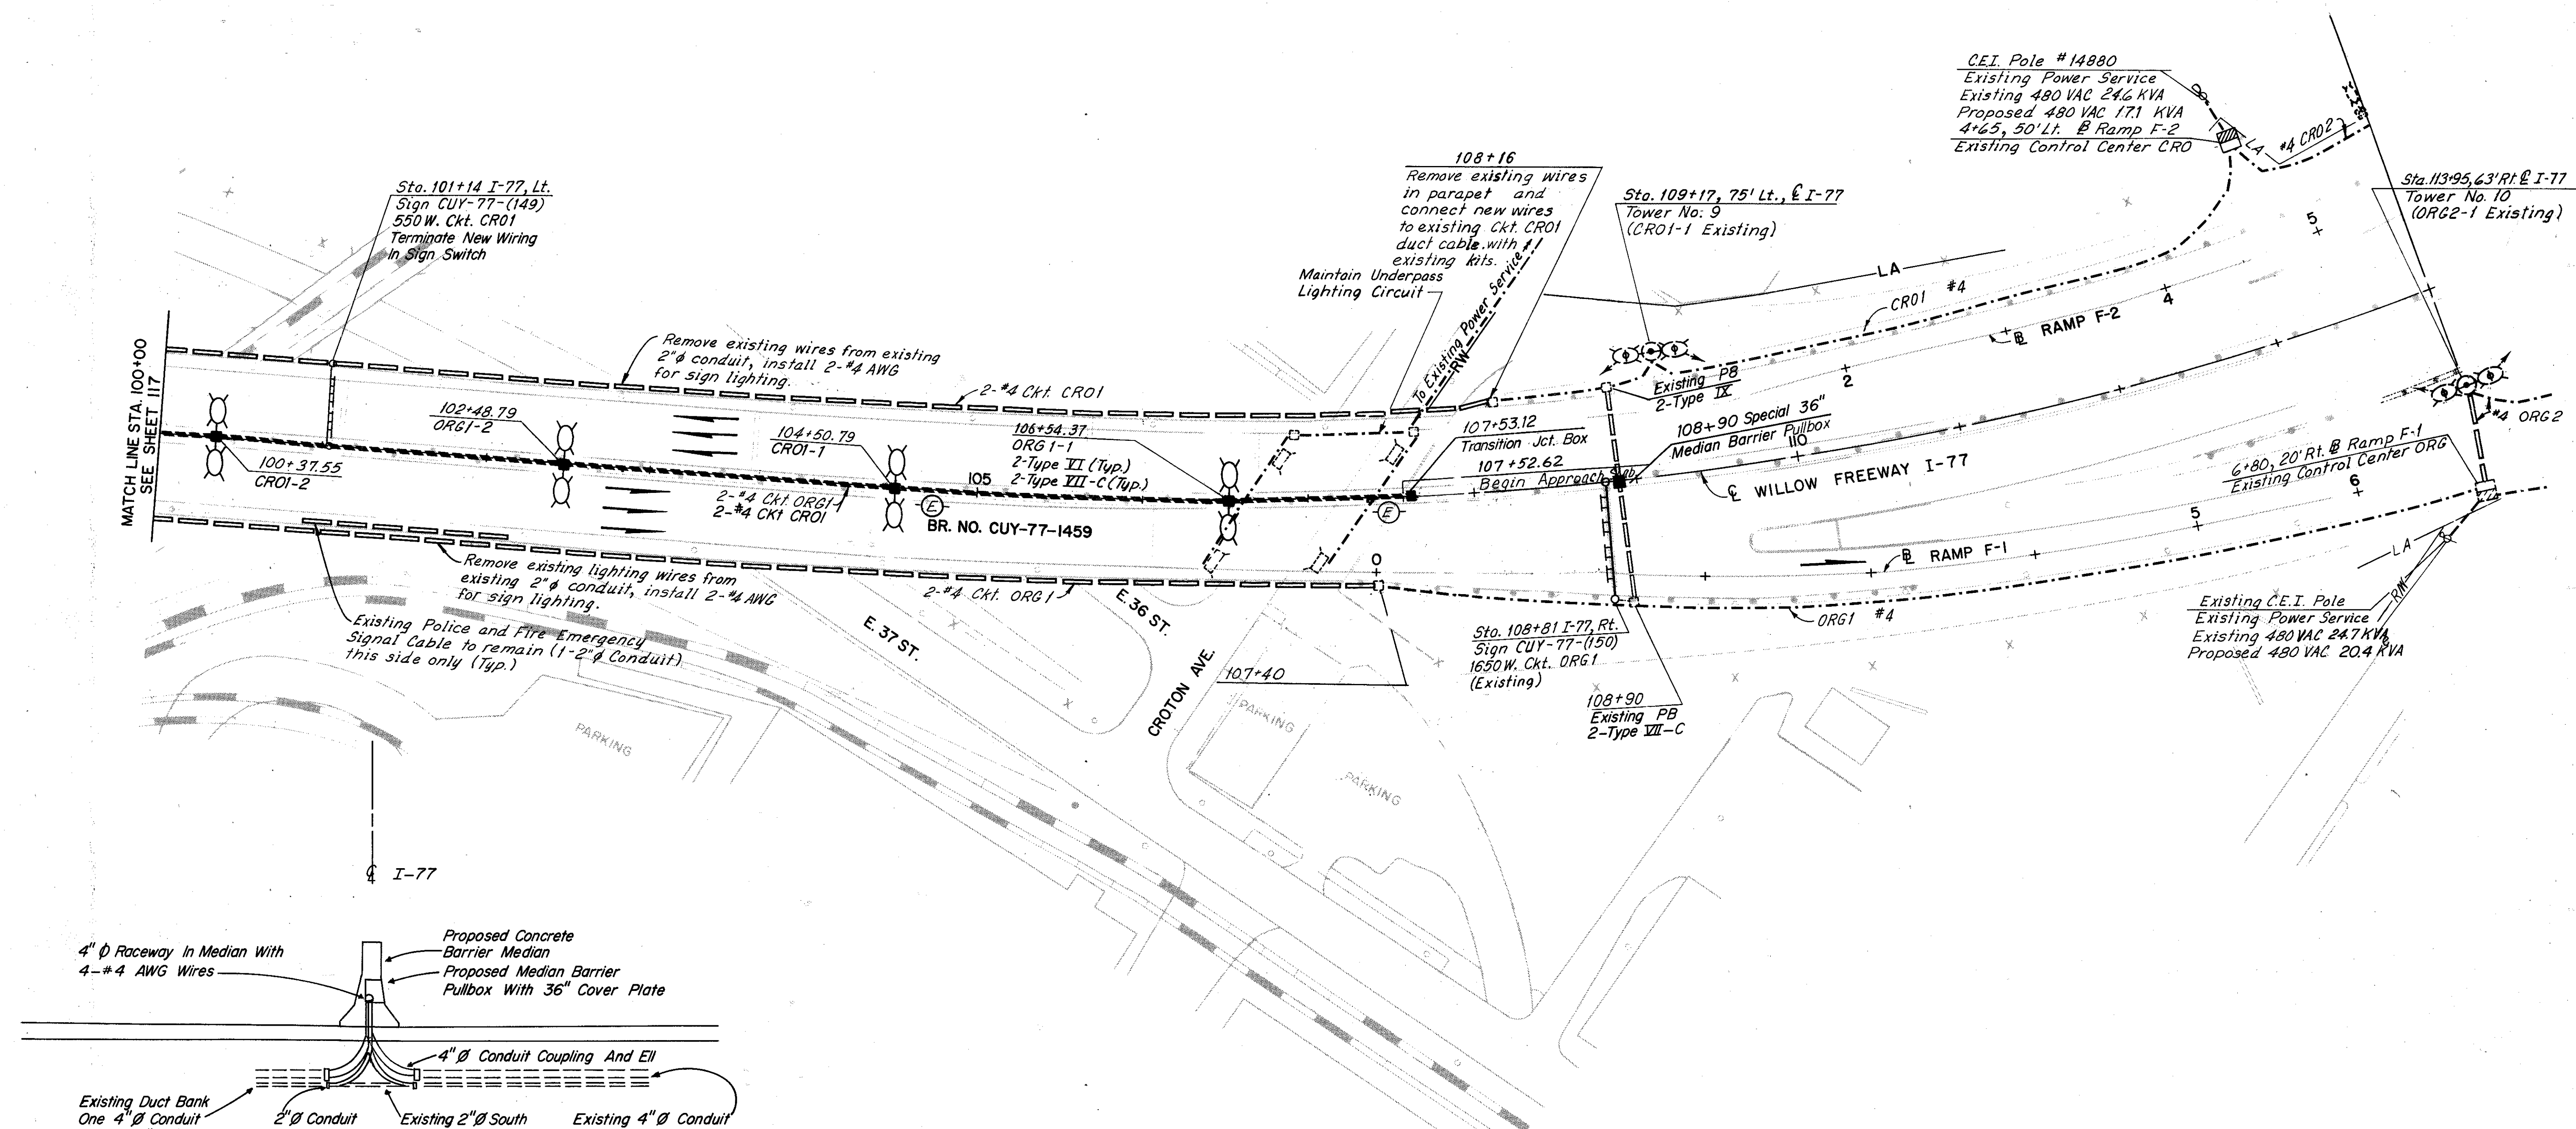 C.E.I. Pole #14880
Existing Power Service
Existing 480 VAC 24.6 KVA
Proposed 480 VAC 17.1 KVA
4+65, 50' Lt. ℄ Ramp F-2
Existing Control Center CRO
LA
#4 CRO2
Sta. 113+95, 63' Rt. ℄ I-77
Tower No. 10
(ORG2-1 Existing)
108+16
Remove existing wires
in parapet and
connect new wires
to existing Ckt. CRO1
duct cable with
existing kits.
Sta. 109+17, 75' Lt., ℄ I-77
Tower No. 9
(CRO1-1 Existing)
Sta. 101+14 I-77, Lt.
Sign CUY-77-(149)
550 W. Ckt. CRO1
Terminate New Wiring
In Sign Switch
Maintain Underpass
Lighting Circuit
To Existing Power Service
R/W
LA
CRO1 #4
5
4
2
RAMP F-2
MATCH LINE STA. 100+00
SEE SHEET 117
Remove existing wires from existing
2"⌀ conduit, install 2-#4 AWG
for sign lighting.
2-#4 Ckt. CRO1
Existing PB
2-Type IX
108+90 Special 36"
Median Barrier Pullbox
110
102+48.79
ORG1-2
104+50.79
CRO1-1
106+54.37
ORG 1-1
2-Type VI (Typ.)
2-Type VII-C (Typ.)
107+53.12
Transition Jct. Box
107+52.62
Begin Approach Slab
100+37.55
CRO1-2
105
2-#4 Ckt ORG1
2-#4 Ckt CRO1
E
E
BR. NO. CUY-77-1459
℄ WILLOW FREEWAY I-77
#4 ORG2
6+80, 20' Rt. ℄ Ramp F-1
Existing Control Center ORG
6
5
RAMP F-1
LA
R/W
Remove existing lighting wires from
existing 2"⌀ conduit, install 2-#4 AWG
for sign lighting.
Existing Police and Fire Emergency
Signal Cable to remain (1-2"⌀ Conduit)
this side only (Typ.)
2-#4 Ckt. ORG1
0
E. 36 ST.
E. 37 ST.
CROTON AVE.
107+40
Sta. 108+81 I-77, Rt.
Sign CUY-77-(150)
1650 W. Ckt. ORG1
(Existing)
108+90
Existing PB
2-Type VII-C
ORG1 #4
Existing C.E.I. Pole
Existing Power Service
Existing 480 VAC 24.7 KVA
Proposed 480 VAC 20.4 KVA
PARKING
PARKING
PARKING
℄ I-77
4"⌀ Raceway In Median With
4-#4 AWG Wires
Proposed Concrete
Barrier Median
Proposed Median Barrier
Pullbox With 36" Cover Plate
4"⌀ Conduit Coupling And Ell
Existing Duct Bank
One 4"⌀ Conduit
2"⌀ Conduit
Existing 2"⌀ South
Existing 4"⌀ Conduit